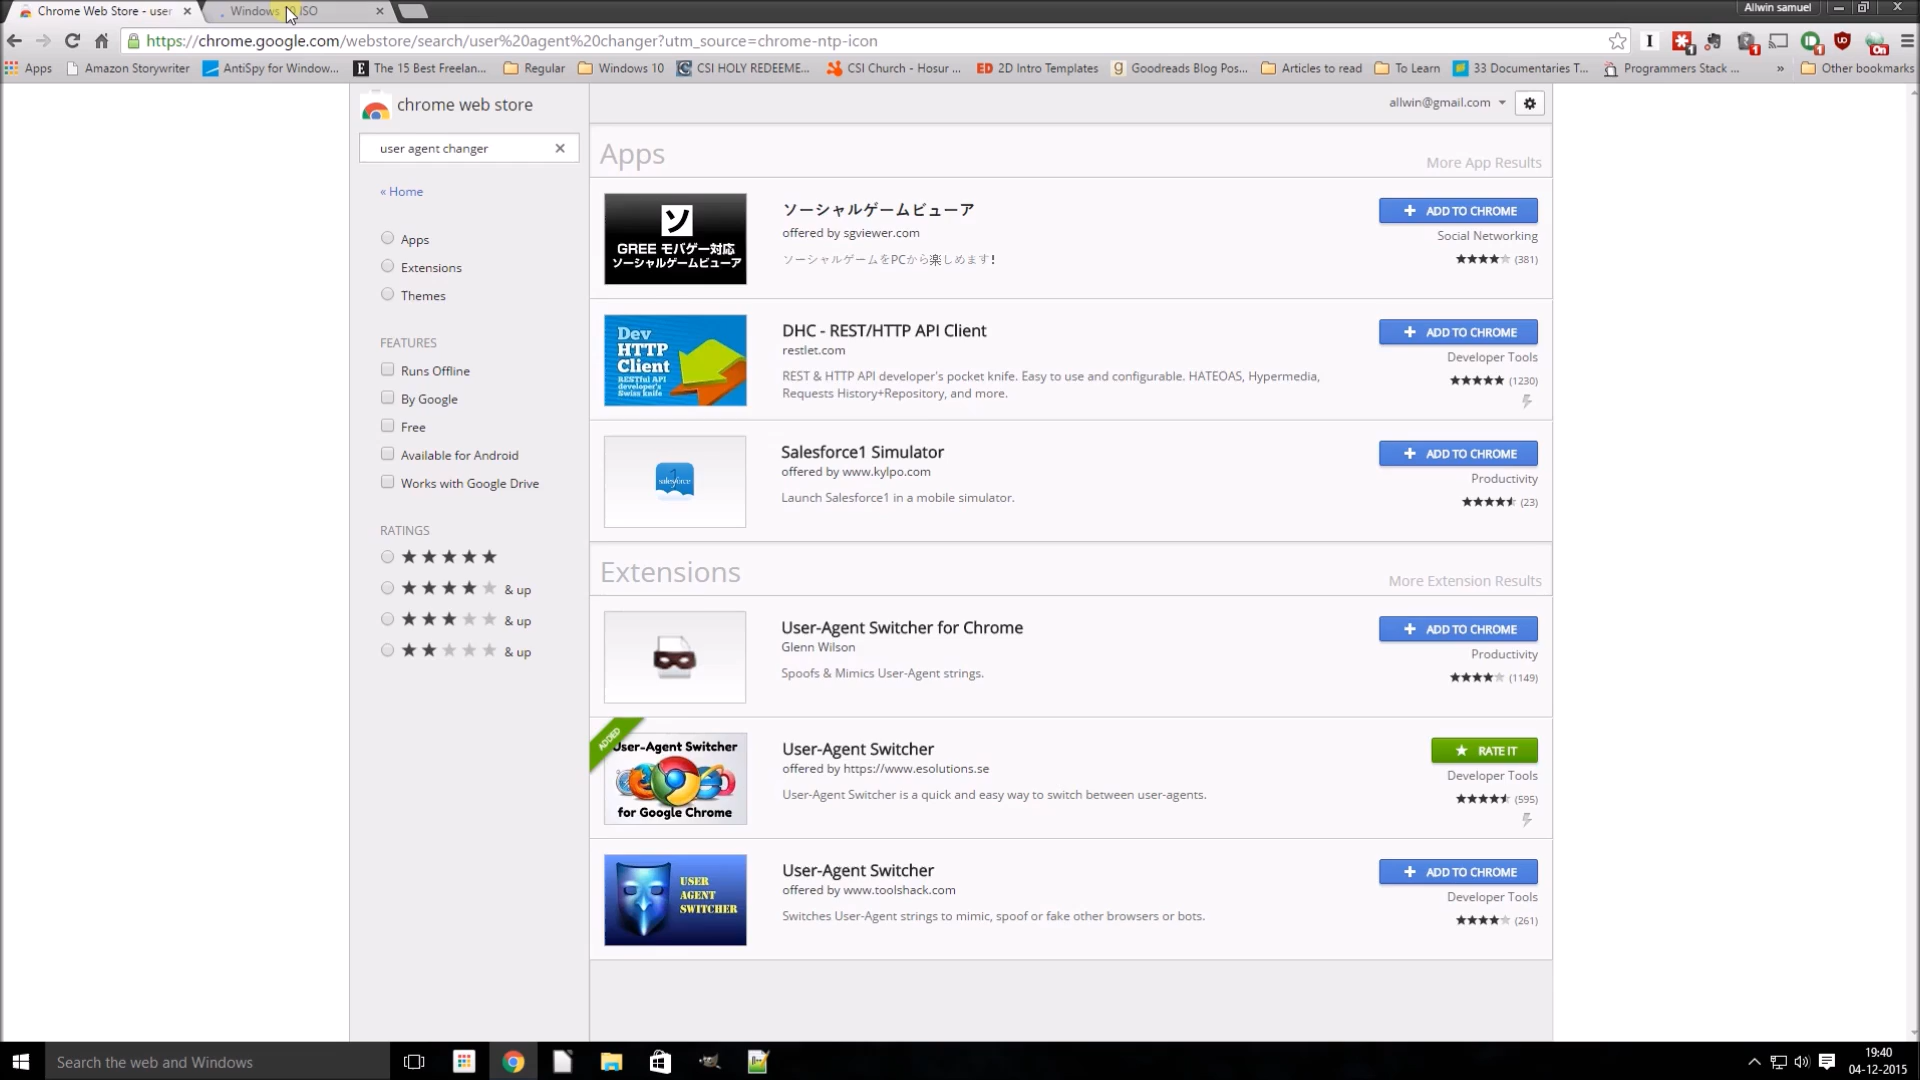 Chrome Web Store - user
Windows 10 ISO
Allwin samuel
https://chrome.google.com/webstore/search/user%20agent%20changer?utm_source=chrome-ntp-icon
Apps
Amazon Storywriter
AntiSpy for Window...
The 15 Best Freelan...
Regular
Windows 10
CSI HOLY REDEEME...
CSI Church - Hosur ...
ED 2D Intro Templates
Goodreads Blog Pos...
Articles to read
To Learn
33 Documentaries T...
Programmers Stack ...
» Other bookmarks
chrome web store
allwin@gmail.com
user agent changer
« Home
Apps
Extensions
Themes
FEATURES
Runs Offline
By Google
Free
Available for Android
Works with Google Drive
RATINGS
& up
& up
& up
Apps
More App Results
ソ
GREE モバゲー対応
ソーシャルゲームビューア
ソーシャルゲームビューア
offered by sgviewer.com
ソーシャルゲームをPCから楽しめます!
+ ADD TO CHROME
Social Networking
(381)
Dev
HTTP
Client
RESTful API
developer's
Swiss knife
DHC - REST/HTTP API Client
restlet.com
REST & HTTP API developer's pocket knife. Easy to use and configurable. HATEOAS, Hypermedia,
Requests History+Repository, and more.
+ ADD TO CHROME
Developer Tools
(1230)
salesforce1
Salesforce1 Simulator
offered by www.kylpo.com
Launch Salesforce1 in a mobile simulator.
+ ADD TO CHROME
Productivity
(23)
Extensions
More Extension Results
User-Agent Switcher for Chrome
Glenn Wilson
Spoofs & Mimics User-Agent strings.
+ ADD TO CHROME
Productivity
(1149)
ADDED
User-Agent Switcher
for Google Chrome
User-Agent Switcher
offered by https://www.esolutions.se
User-Agent Switcher is a quick and easy way to switch between user-agents.
★ RATE IT
Developer Tools
(595)
USER
AGENT
SWITCHER
User-Agent Switcher
offered by www.toolshack.com
Switches User-Agent strings to mimic, spoof or fake other browsers or bots.
+ ADD TO CHROME
Developer Tools
(261)
Search the web and Windows
19:40
04-12-2015